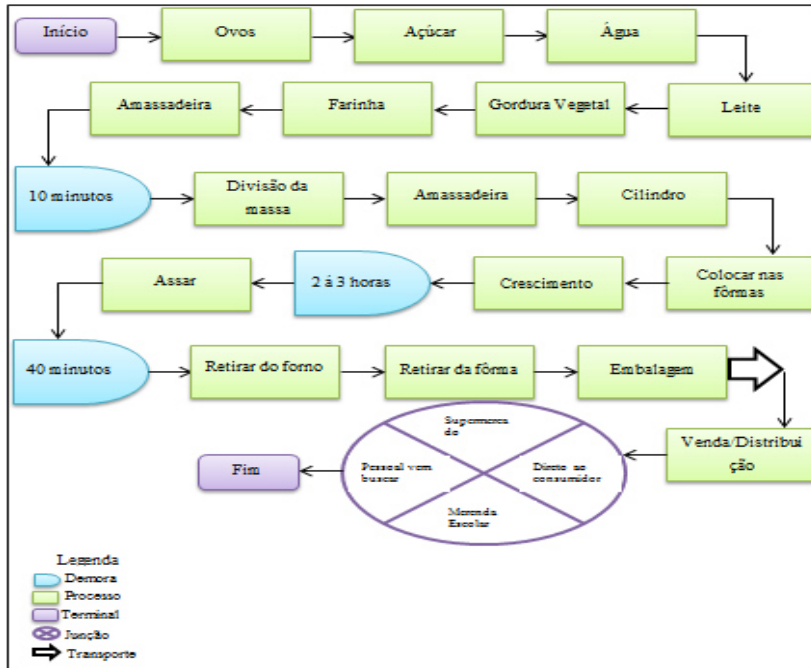 Início
Ovos
Açúcar
Água
Leite
Gordura Vegetal
Farinha
Amassadeira
10 minutos
Divisão da
massa
Amassadeira
Cilindro
Colocar nas
fôrmas
Crescimento
2 à 3 horas
Assar
40 minutos
Retirar do forno
Retirar da fôrma
Embalagem
Venda/Distribui
ção
Supermerca
do
Direto ao
consumidor
Merenda
Escolar
Pessoal vem
buscar
Fim
Legenda
Demora
Processo
Terminal
Junção
Transporte